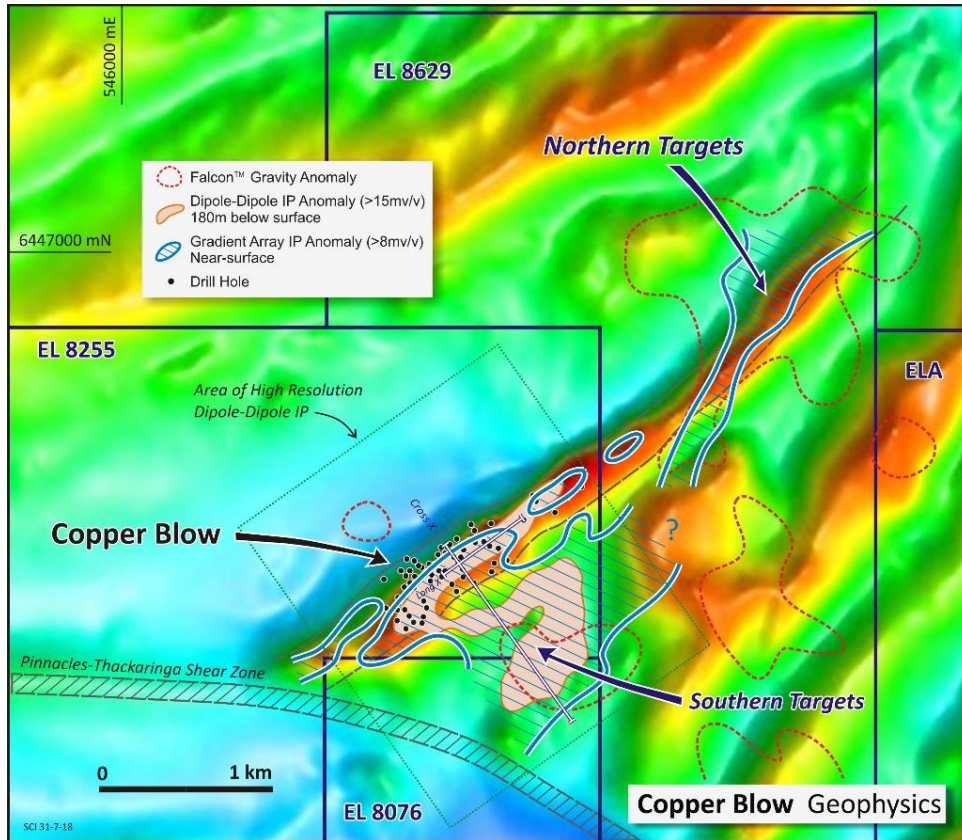 546000 mE
EL 8629
Northern Targets
Falcon™ Gravity Anomaly
Dipole-Dipole IP Anomaly (>15mv/v)
180m below surface
Gradient Array IP Anomaly (>8mv/v)
Near-surface
Drill Hole
6447000 mN
EL 8255
ELA
Area of High Resolution
Dipole-Dipole IP
Cross-X
Copper Blow
?
Long X
Pinnacles-Thackaringa Shear Zone
Southern Targets
0 1 km
EL 8076
Copper Blow Geophysics
SCI 31-7-18